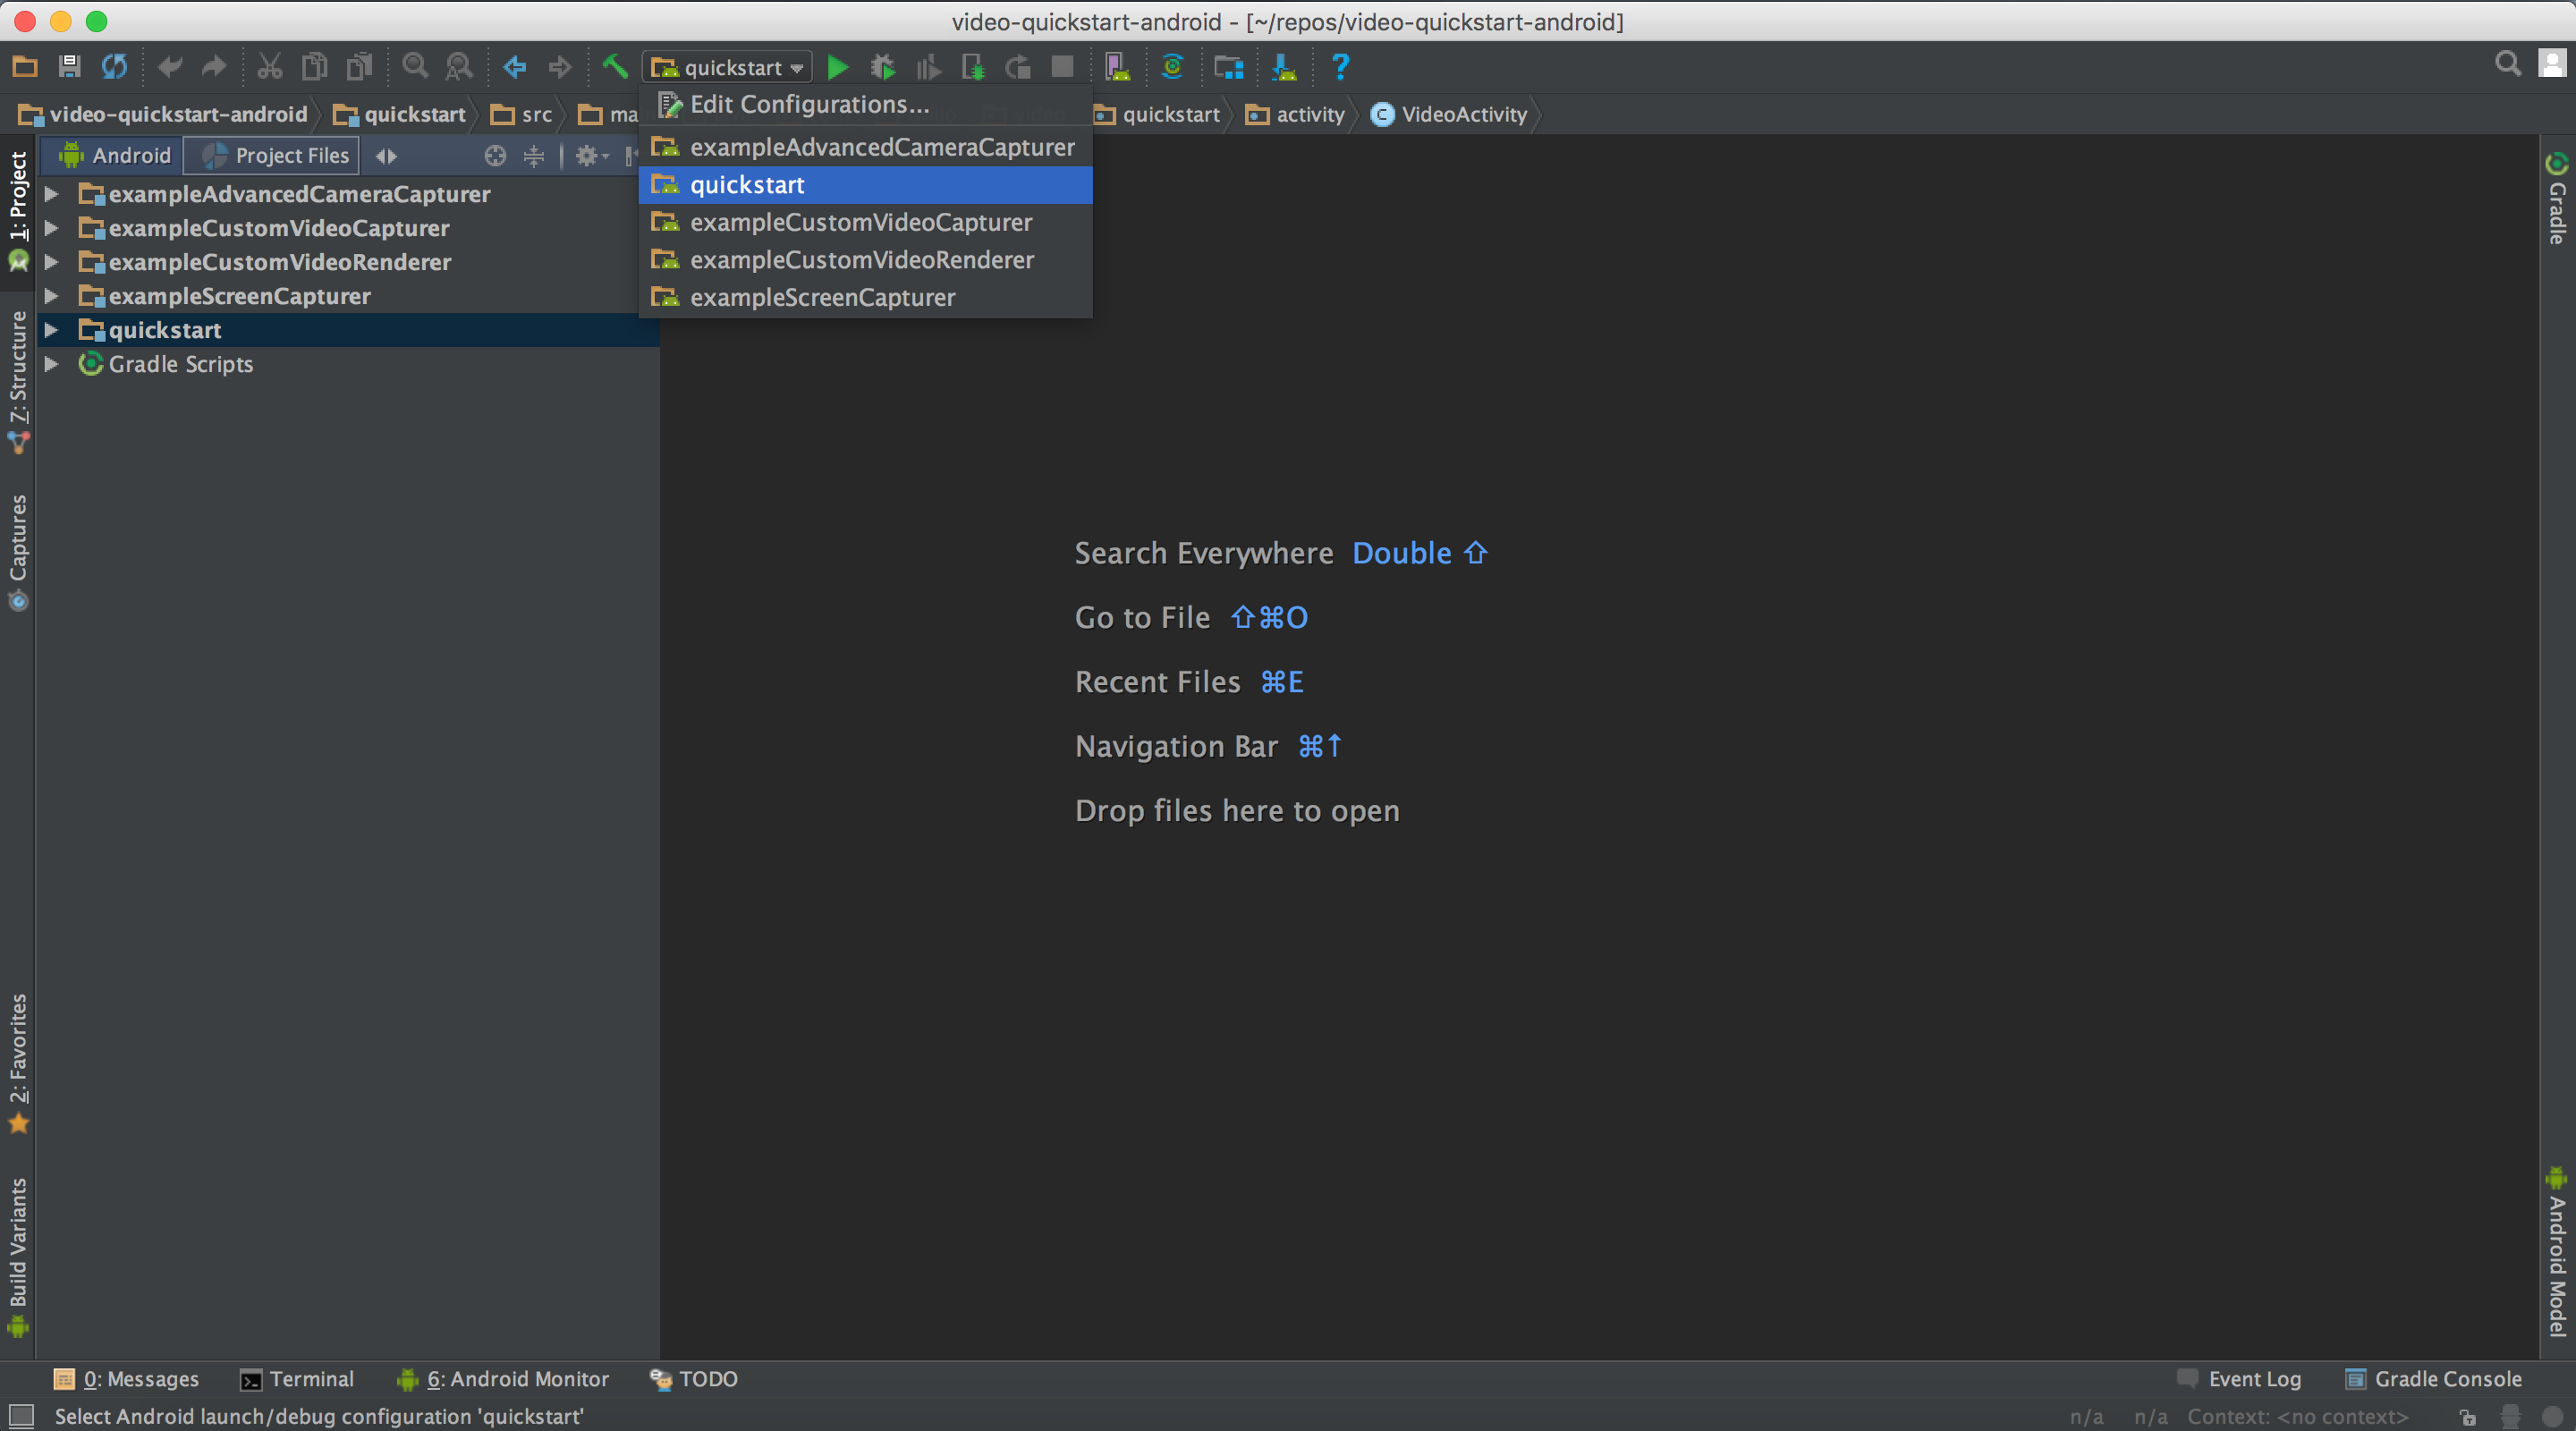 video-quickstart-android - [~/repos/video-quickstart-android]
quickstart
video-quickstart-android quickstart src ma quickstart activity VideoActivity
Edit Configurations...
exampleAdvancedCameraCapturer
quickstart
exampleCustomVideoCapturer
exampleCustomVideoRenderer
exampleScreenCapturer
Android Project Files
exampleAdvancedCameraCapturer
exampleCustomVideoCapturer
exampleCustomVideoRenderer
exampleScreenCapturer
quickstart
Gradle Scripts
1: Project
7: Structure
Captures
2: Favorites
Build Variants
Search Everywhere Double ⇧
Go to File ⇧⌘O
Recent Files ⌘E
Navigation Bar ⌘↑
Drop files here to open
Gradle
Android Model
0: Messages Terminal 6: Android Monitor TODO Event Log Gradle Console
Select Android launch/debug configuration 'quickstart' n/a n/a Context: <no context>